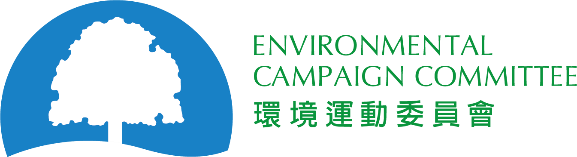 ENVIRONMENTAL
CAMPAIGN COMMITTEE
環境運動委員會